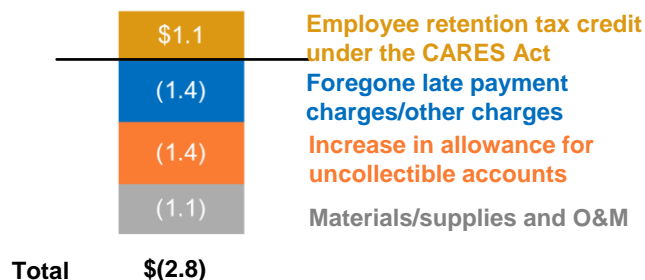 $1.1
Employee retention tax credit
under the CARES Act
(1.4)
Foregone late payment
charges/other charges
(1.4)
Increase in allowance for
uncollectible accounts
(1.1)
Materials/supplies and O&M
Total $(2.8)